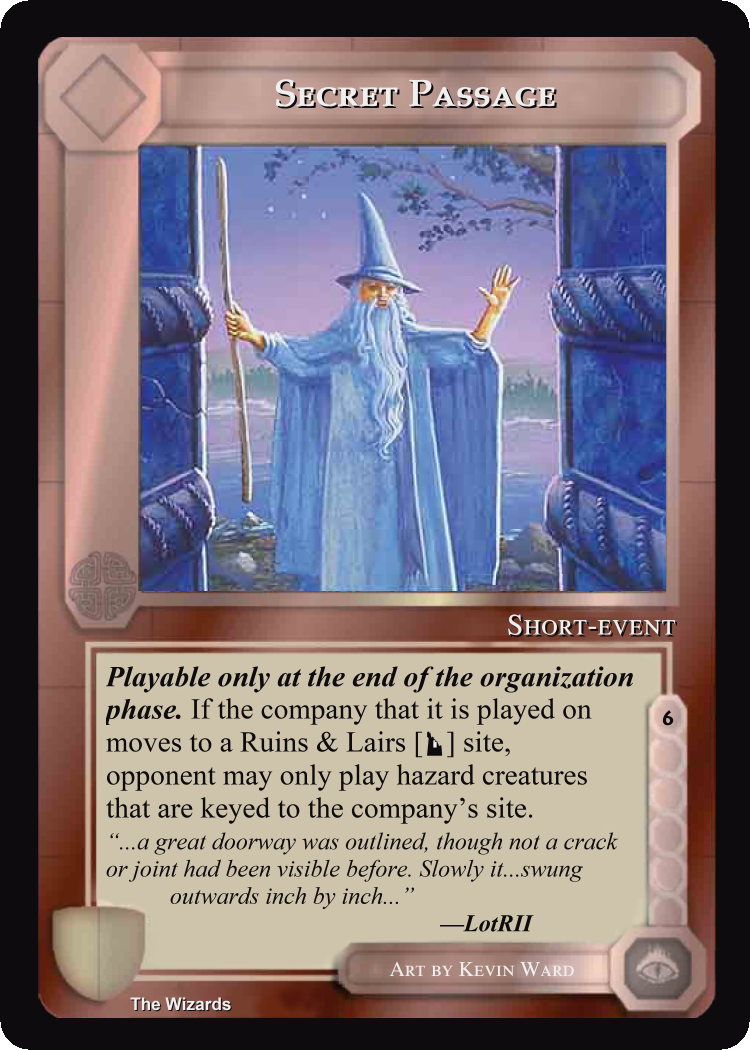 Secret Passage
Short-event
Playable only at the end of the organization
phase. If the company that it is played on
moves to a Ruins & Lairs [ ] site,
opponent may only play hazard creatures
that are keyed to the company’s site.
“...a great doorway was outlined, though not a crack
or joint had been visible before. Slowly it...swung
outwards inch by inch...”
—LotRII
6
Art by Kevin Ward
The Wizards